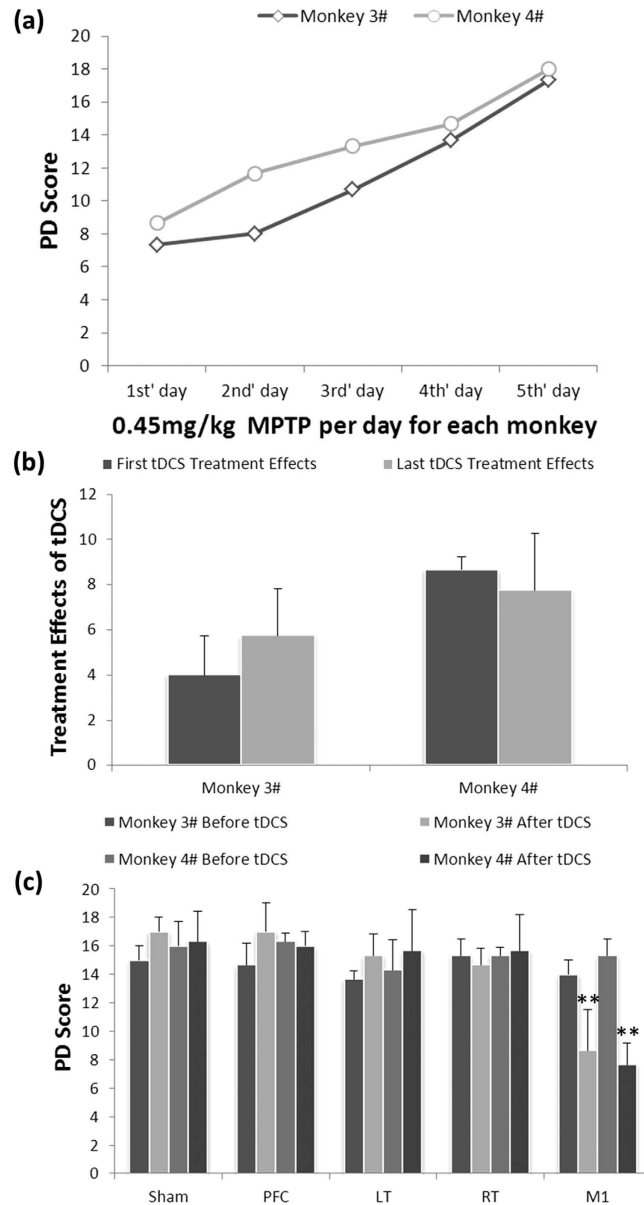 (a)
Monkey 3# Monkey 4#
20
18
16
14
12
10
8
6
4
2
0
PD Score
1st' day 2nd' day 3rd' day 4th' day 5th' day
0.45mg/kg MPTP per day for each monkey
(b)
First tDCS Treatment Effects Last tDCS Treatment Effects
12
10
8
6
4
2
0
Treatment Effects of tDCS
Monkey 3# Monkey 4#
Monkey 3# Before tDCS Monkey 3# After tDCS
Monkey 4# Before tDCS Monkey 4# After tDCS
(c)
20
18
16
14
12
10
8
6
4
2
0
PD Score
** **
Sham PFC LT RT M1